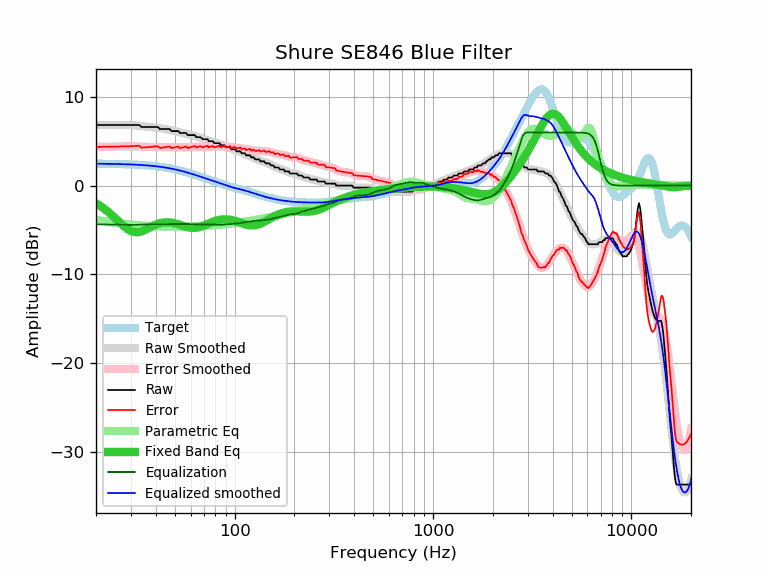 Shure SE846 Blue Filter
Amplitude (dBr)
10
0
−10
−20
−30
Target
Raw Smoothed
Error Smoothed
Raw
Error
Parametric Eq
Fixed Band Eq
Equalization
Equalized smoothed
100 1000 10000
Frequency (Hz)